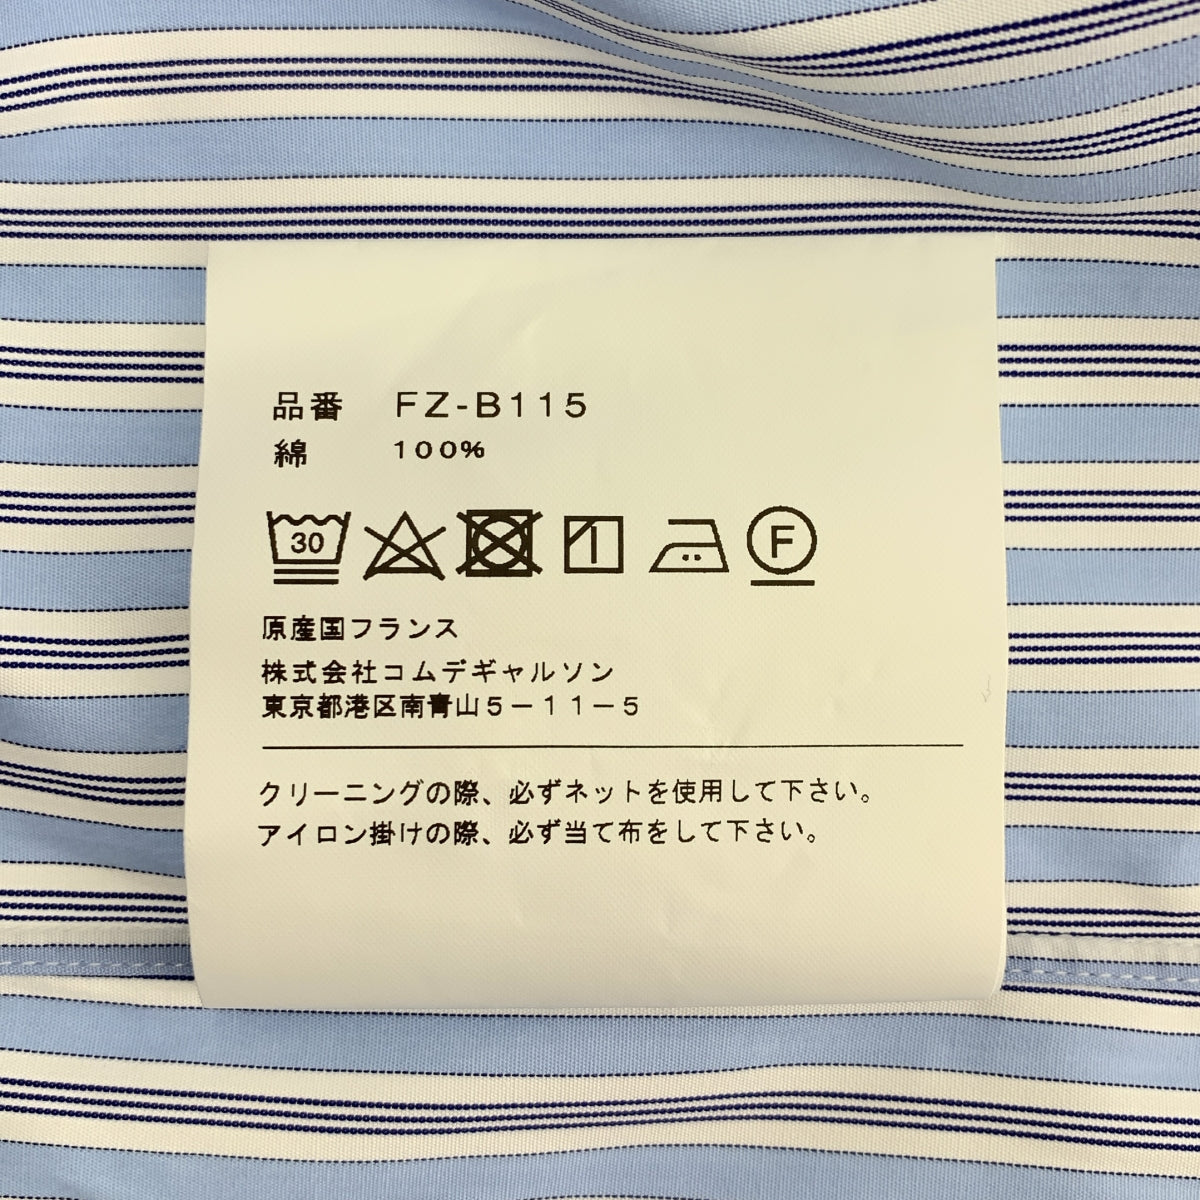 品番 FZ-B115
綿 100%
30 F
原産国フランス
株式会社コムデギャルソン
東京都港区南青山5−11−5
クリーニングの際、必ずネットを使用して下さい。
アイロン掛けの際、必ず当て布をして下さい。